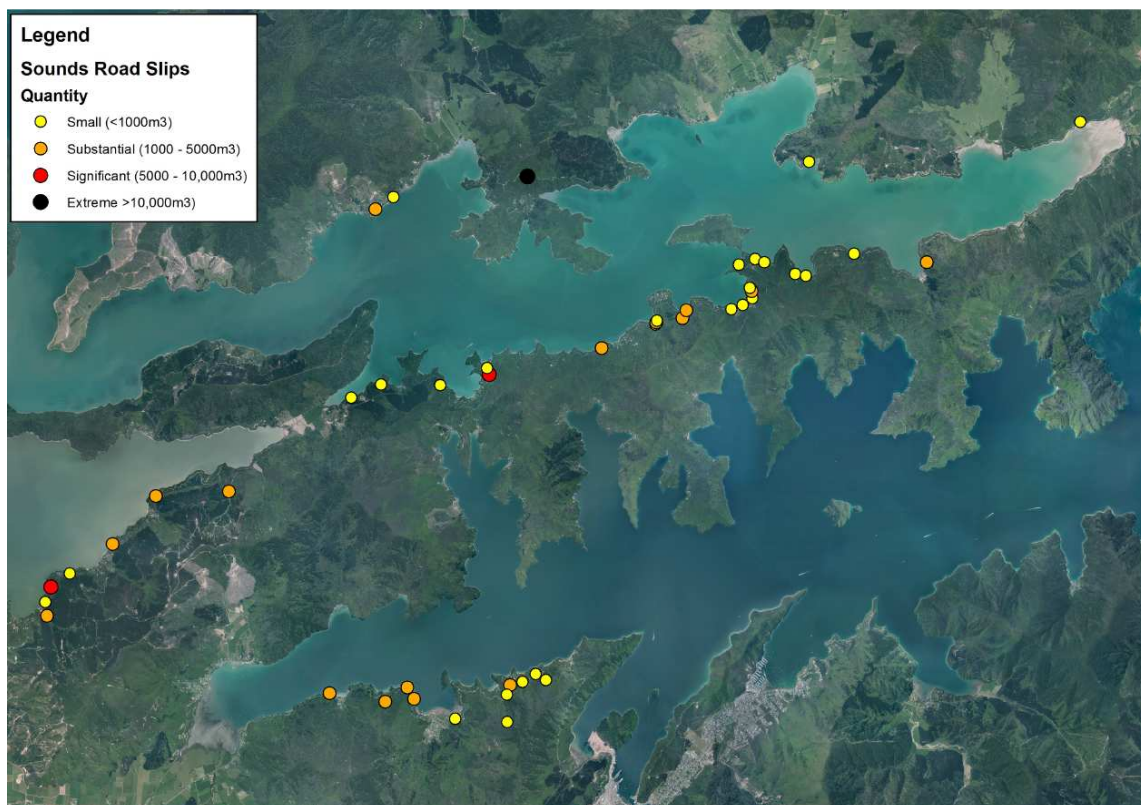 Legend
Sounds Road Slips
Quantity
Small (<1000m3)
Substantial (1000 - 5000m3)
Significant (5000 - 10,000m3)
Extreme >10,000m3)